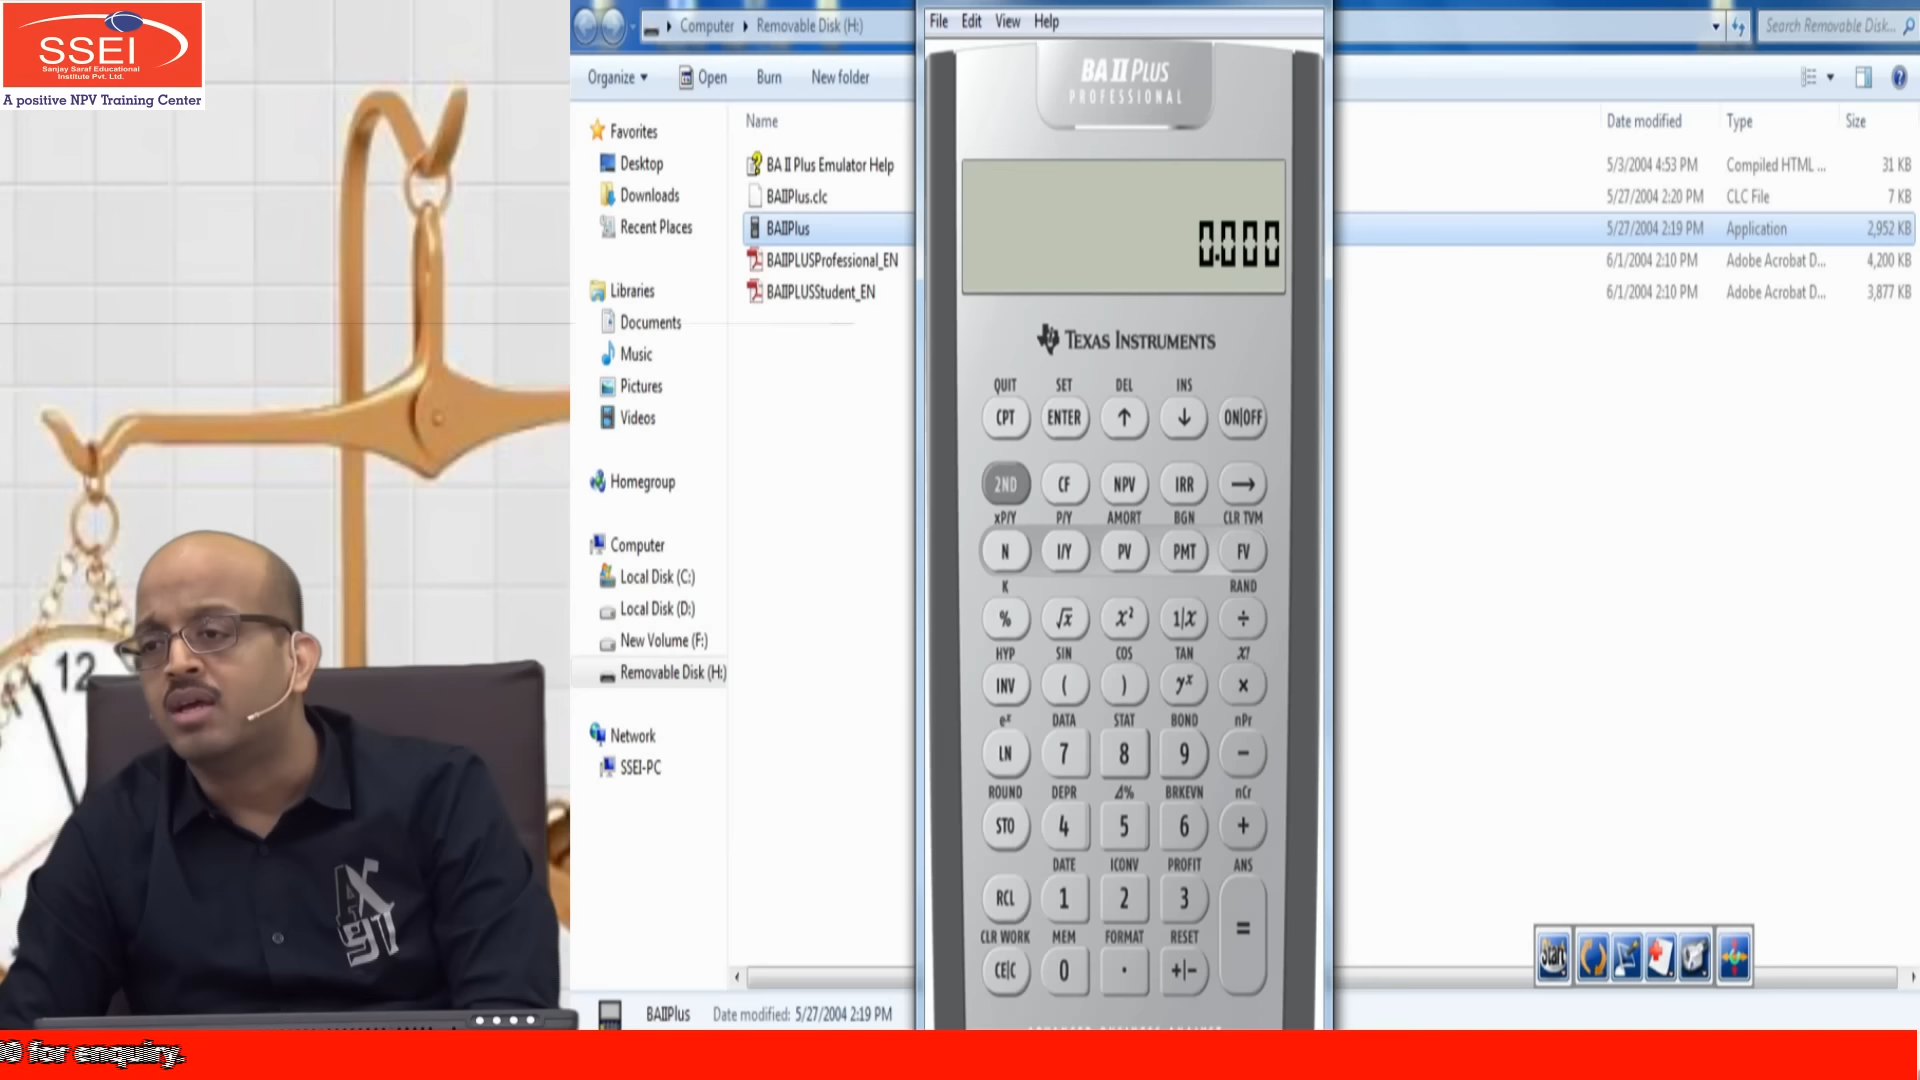 SSEI
Sanjay Saraf Educational
Institute Pvt. Ltd.
A positive NPV Training Center
12
Computer
Removable Disk (H:)
Search Removable Disk...
Organize
Open
Burn
New folder
Favorites
Desktop
Downloads
Recent Places
Libraries
Documents
Music
Pictures
Videos
Homegroup
Computer
Local Disk (C:)
Local Disk (D:)
New Volume (F:)
Removable Disk (H:)
Network
SSEI-PC
Name Date modified Type Size
BA II Plus Emulator Help 5/3/2004 4:53 PM Compiled HTML ... 31 KB
BAIIPlus.clc 5/27/2004 2:20 PM CLC File 7 KB
BAIIPlus 5/27/2004 2:19 PM Application 2,952 KB
BAIIPLUSProfessional_EN 6/1/2004 2:10 PM Adobe Acrobat D... 4,200 KB
BAIIPLUSStudent_EN 6/1/2004 2:10 PM Adobe Acrobat D... 3,877 KB
File Edit View Help
BA II PLUS
PROFESSIONAL
0.000
TEXAS INSTRUMENTS
QUIT SET DEL INS
CPT ENTER ↑ ↓ ON|OFF
2ND CF NPV IRR →
xP/Y P/Y AMORT BGN CLR TVM
N I/Y PV PMT FV
K RAND
% √x x² 1/x ÷
HYP SIN COS TAN x!
INV ( ) yˣ ×
eˣ DATA STAT BOND nPr
LN 7 8 9 −
ROUND DEPR Δ% BRKEVN nCr
STO 4 5 6 +
DATE ICONV PROFIT ANS
RCL 1 2 3 =
CLR WORK MEM FORMAT RESET
CE|C 0 . +|−
Start
BAIIPlus Date modified: 5/27/2004 2:19 PM
for enquiry.